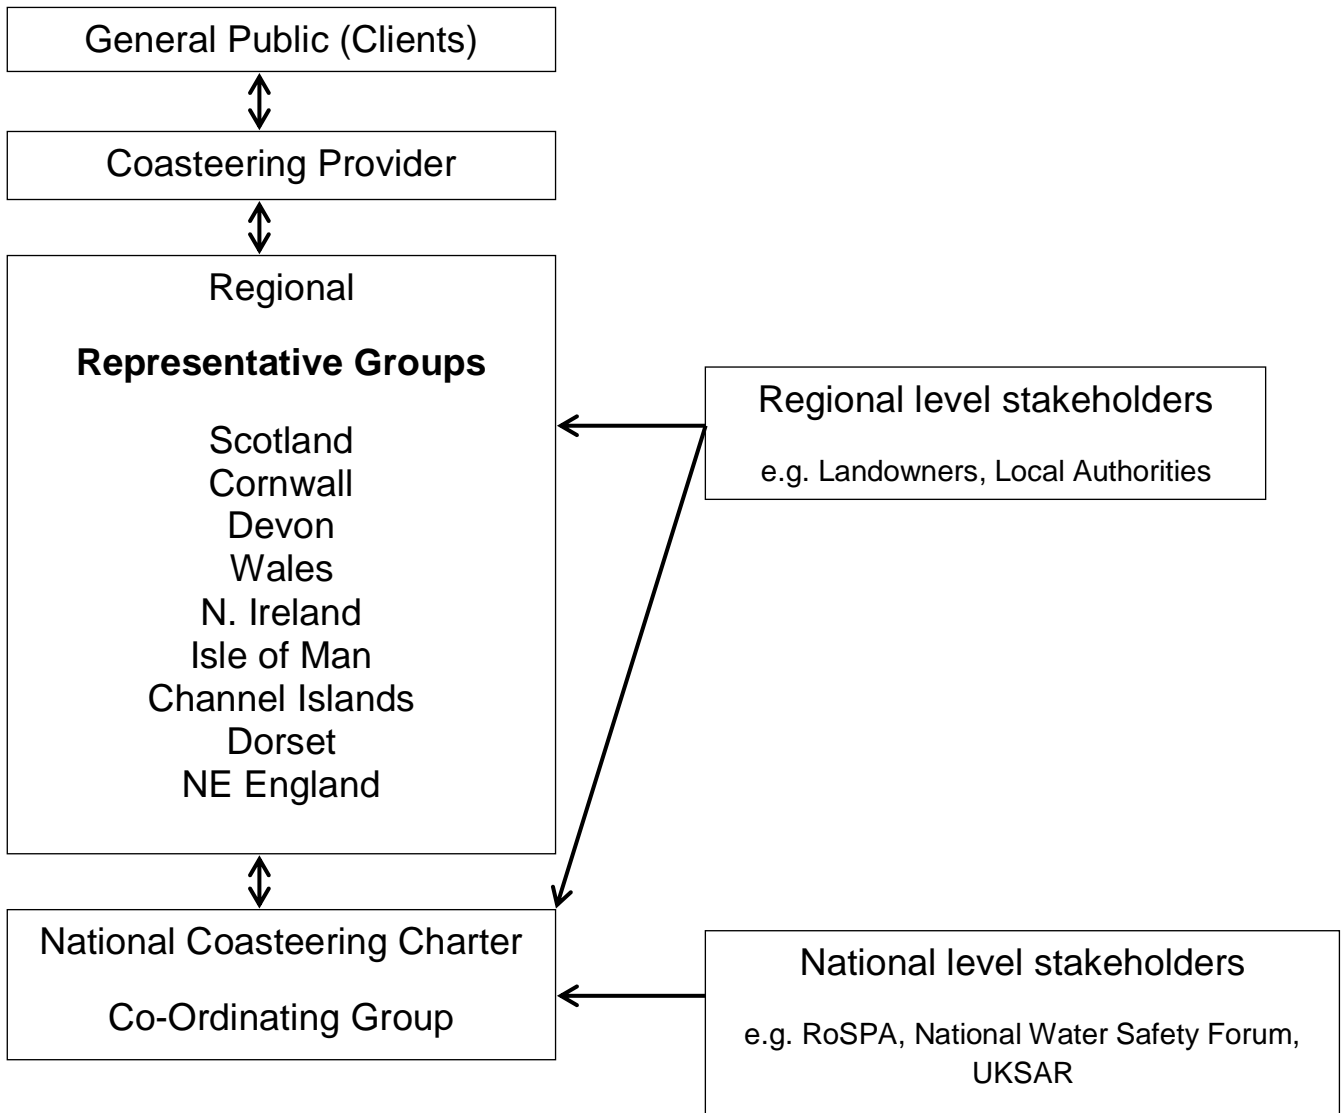 General Public (Clients)
Coasteering Provider
Regional
Representative Groups
Scotland
Cornwall
Devon
Wales
N. Ireland
Isle of Man
Channel Islands
Dorset
NE England
Regional level stakeholders
e.g. Landowners, Local Authorities
National Coasteering Charter
Co-Ordinating Group
National level stakeholders
e.g. RoSPA, National Water Safety Forum,
UKSAR